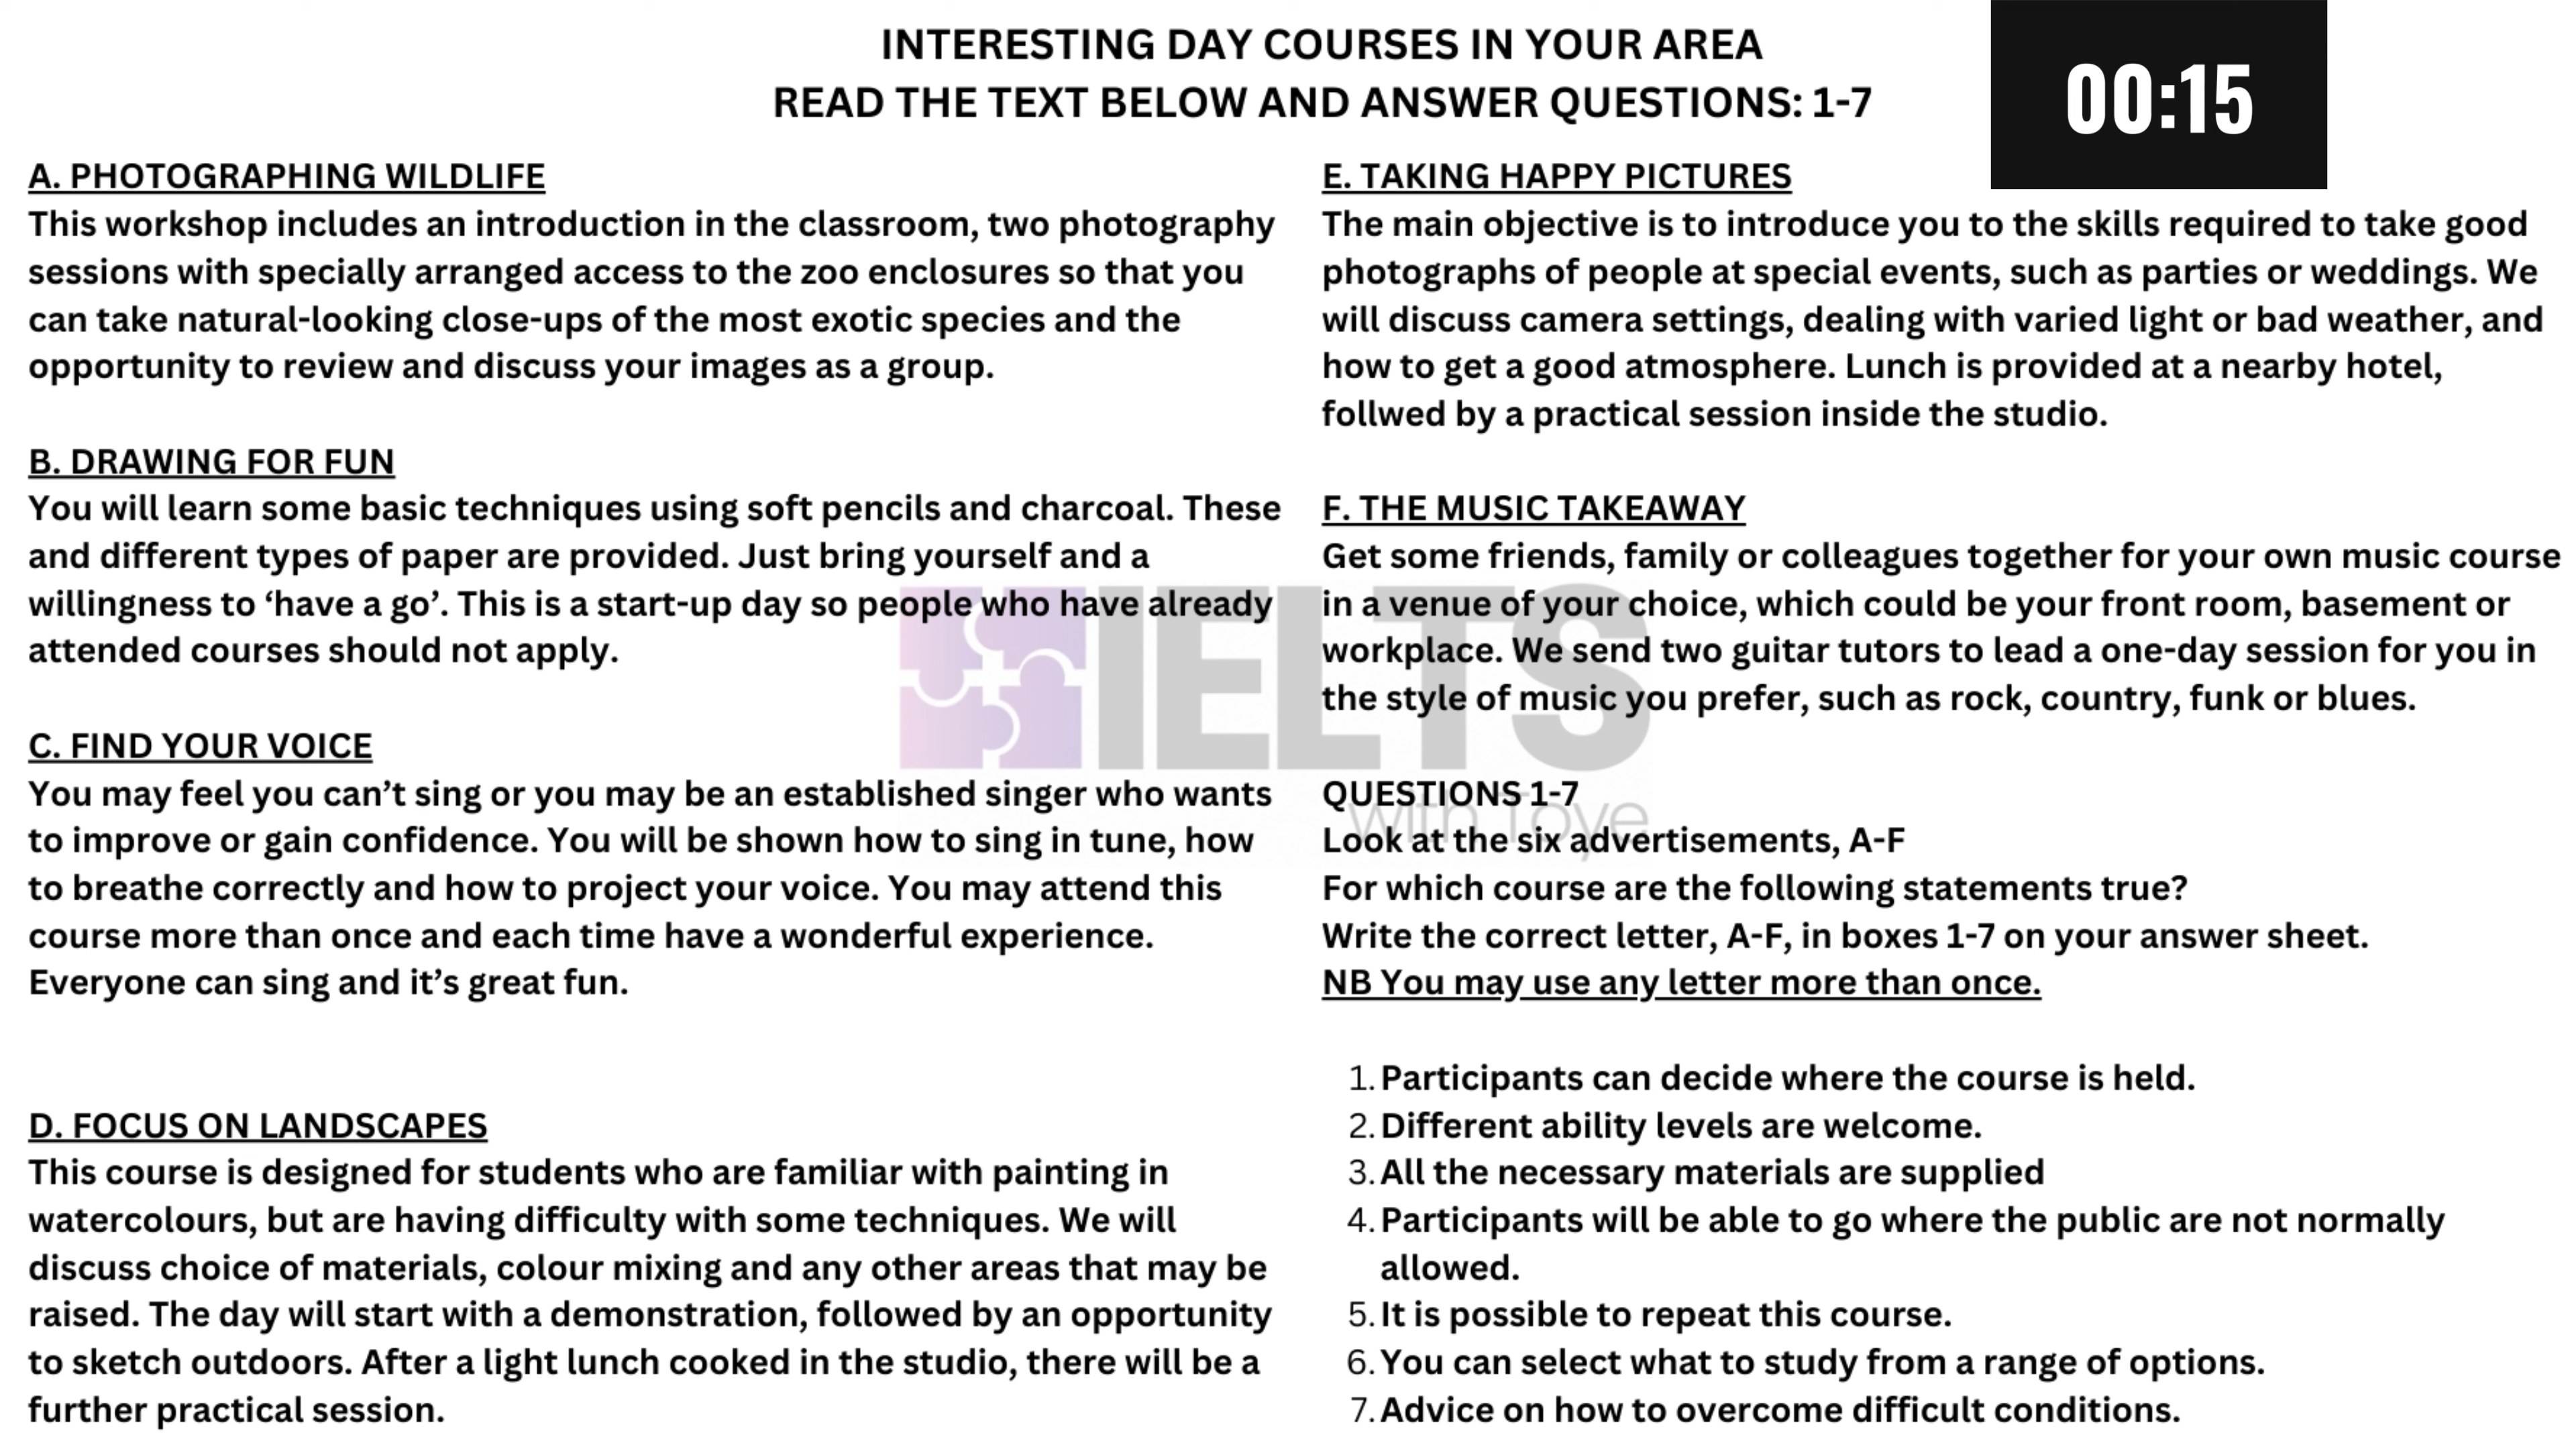 INTERESTING DAY COURSES IN YOUR AREA
READ THE TEXT BELOW AND ANSWER QUESTIONS: 1-7
00:15
A. PHOTOGRAPHING WILDLIFE
This workshop includes an introduction in the classroom, two photography
sessions with specially arranged access to the zoo enclosures so that you
can take natural-looking close-ups of the most exotic species and the
opportunity to review and discuss your images as a group.
B. DRAWING FOR FUN
You will learn some basic techniques using soft pencils and charcoal. These
and different types of paper are provided. Just bring yourself and a
willingness to ‘have a go’. This is a start-up day so people who have already
attended courses should not apply.
C. FIND YOUR VOICE
You may feel you can’t sing or you may be an established singer who wants
to improve or gain confidence. You will be shown how to sing in tune, how
to breathe correctly and how to project your voice. You may attend this
course more than once and each time have a wonderful experience.
Everyone can sing and it’s great fun.
D. FOCUS ON LANDSCAPES
This course is designed for students who are familiar with painting in
watercolours, but are having difficulty with some techniques. We will
discuss choice of materials, colour mixing and any other areas that may be
raised. The day will start with a demonstration, followed by an opportunity
to sketch outdoors. After a light lunch cooked in the studio, there will be a
further practical session.
E. TAKING HAPPY PICTURES
The main objective is to introduce you to the skills required to take good
photographs of people at special events, such as parties or weddings. We
will discuss camera settings, dealing with varied light or bad weather, and
how to get a good atmosphere. Lunch is provided at a nearby hotel,
follwed by a practical session inside the studio.
F. THE MUSIC TAKEAWAY
Get some friends, family or colleagues together for your own music course
in a venue of your choice, which could be your front room, basement or
workplace. We send two guitar tutors to lead a one-day session for you in
the style of music you prefer, such as rock, country, funk or blues.
QUESTIONS 1-7
Look at the six advertisements, A-F
For which course are the following statements true?
Write the correct letter, A-F, in boxes 1-7 on your answer sheet.
NB You may use any letter more than once.
1. Participants can decide where the course is held.
2. Different ability levels are welcome.
3. All the necessary materials are supplied
4. Participants will be able to go where the public are not normally
allowed.
5. It is possible to repeat this course.
6. You can select what to study from a range of options.
7. Advice on how to overcome difficult conditions.
IELTS
with Toye